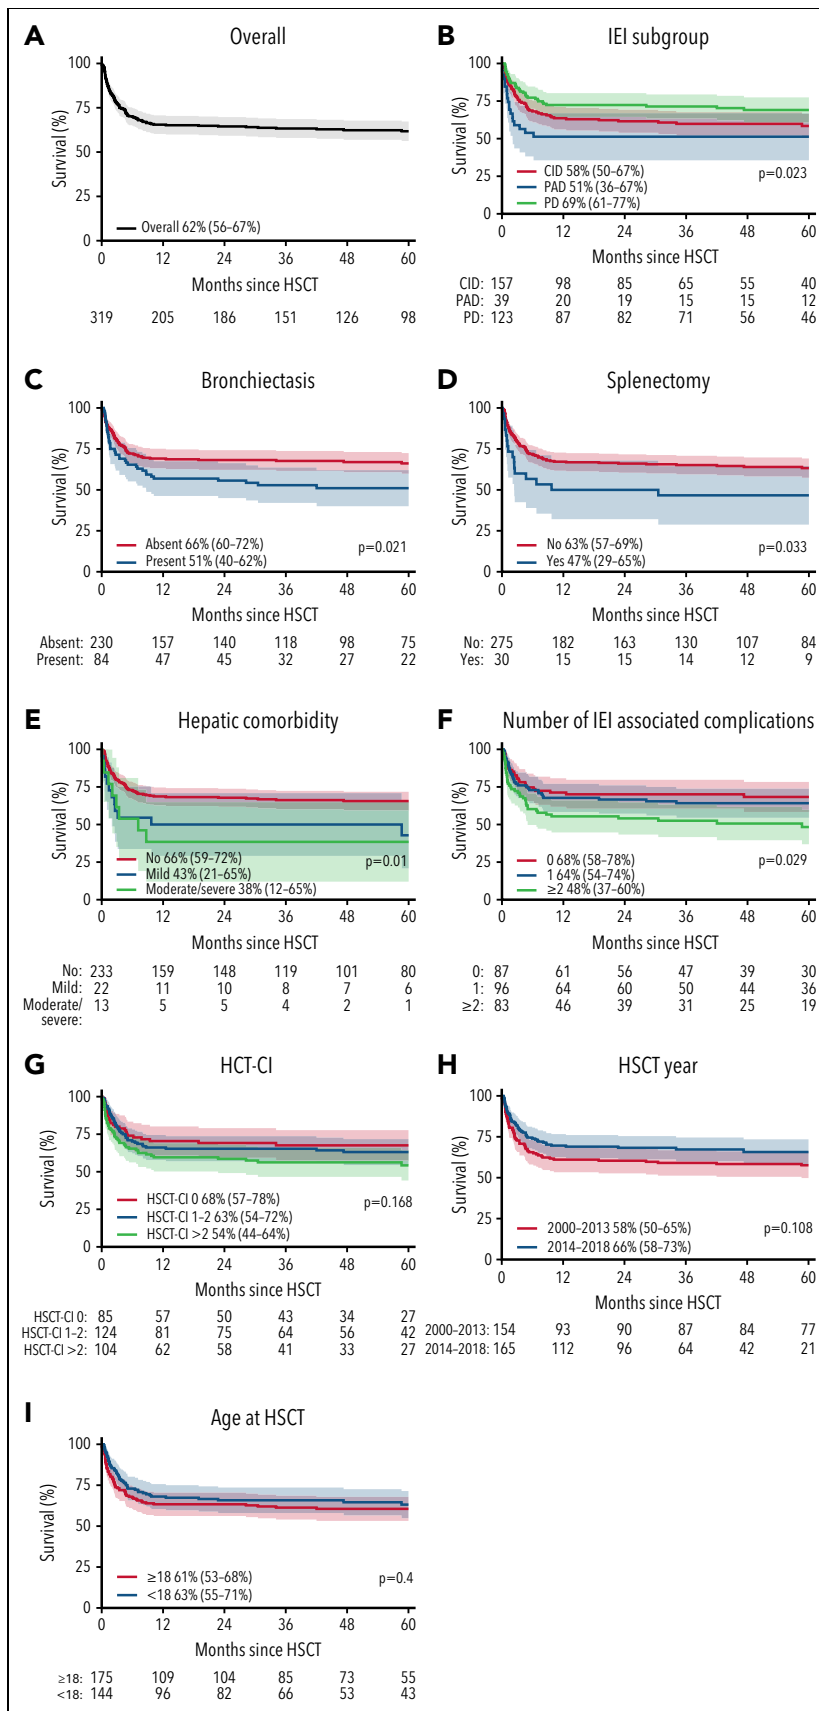 A Overall
Survival (%)
100
75
50
25
0
Overall 62% (56–67%)
0 12 24 36 48 60
Months since HSCT
319 205 186 151 126 98
B IEI subgroup
Survival (%)
100
75
50
25
0
CID 58% (50–67%)
PAD 51% (36–67%)
PD 69% (61–77%)
p=0.023
0 12 24 36 48 60
Months since HSCT
CID: 157 98 85 65 55 40
PAD: 39 20 19 15 15 12
PD: 123 87 82 71 56 46
C Bronchiectasis
Survival (%)
100
75
50
25
0
Absent 66% (60–72%)
Present 51% (40–62%)
p=0.021
0 12 24 36 48 60
Months since HSCT
Absent: 230 157 140 118 98 75
Present: 84 47 45 32 27 22
D Splenectomy
Survival (%)
100
75
50
25
0
No 63% (57–69%)
Yes 47% (29–65%)
p=0.033
0 12 24 36 48 60
Months since HSCT
No: 275 182 163 130 107 84
Yes: 30 15 15 14 12 9
E Hepatic comorbidity
Survival (%)
100
75
50
25
0
No 66% (59–72%)
Mild 43% (21–65%)
Moderate/severe 38% (12–65%)
p=0.01
0 12 24 36 48 60
Months since HSCT
No: 233 159 148 119 101 80
Mild: 22 11 10 8 7 6
Moderate/ 13 5 5 4 2 1
severe:
F Number of IEI associated complications
Survival (%)
100
75
50
25
0
0 68% (58–78%)
1 64% (54–74%)
≥2 48% (37–60%)
p=0.029
0 12 24 36 48 60
Months since HSCT
0: 87 61 56 47 39 30
1: 96 64 60 50 44 36
≥2: 83 46 39 31 25 19
G HCT-CI
Survival (%)
100
75
50
25
0
HSCT-CI 0 68% (57–78%)
HSCT-CI 1–2 63% (54–72%)
HSCT-CI >2 54% (44–64%)
p=0.168
0 12 24 36 48 60
Months since HSCT
HSCT-CI 0: 85 57 50 43 34 27
HSCT-CI 1–2: 124 81 75 64 56 42
HSCT-CI >2: 104 62 58 41 33 27
H HSCT year
Survival (%)
100
75
50
25
0
2000–2013 58% (50–65%)
2014–2018 66% (58–73%)
p=0.108
0 12 24 36 48 60
Months since HSCT
2000–2013: 154 93 90 87 84 77
2014–2018: 165 112 96 64 42 21
I Age at HSCT
Survival (%)
100
75
50
25
0
≥18 61% (53–68%)
<18 63% (55–71%)
p=0.4
0 12 24 36 48 60
Months since HSCT
≥18: 175 109 104 85 73 55
<18: 144 96 82 66 53 43